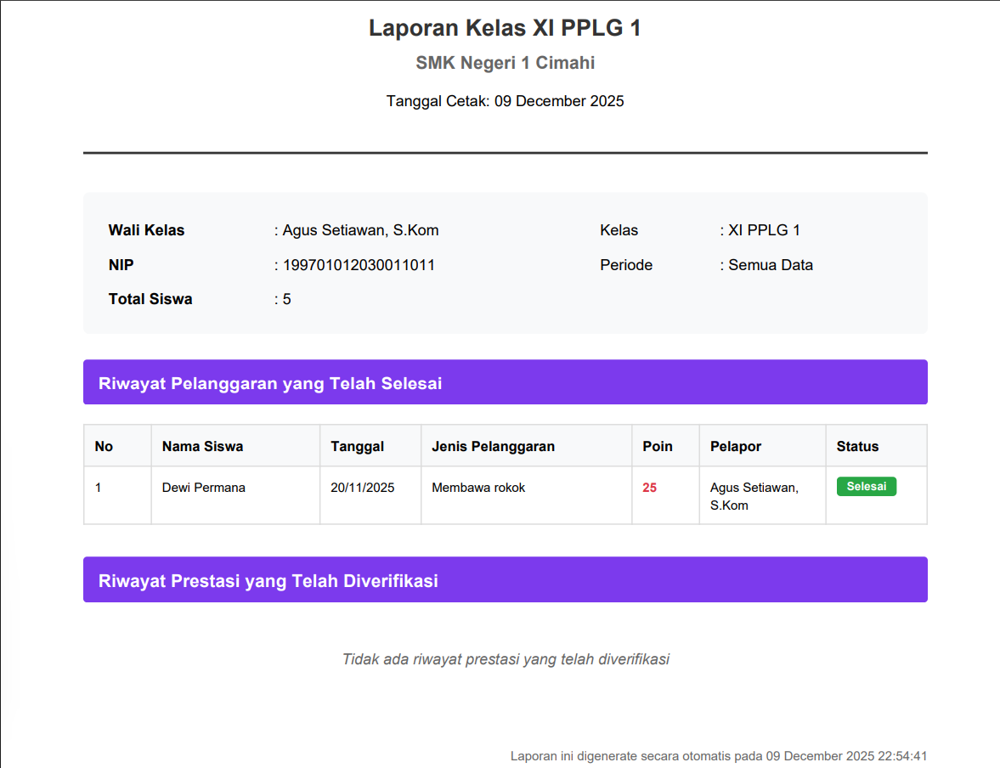 Laporan Kelas XI PPLG 1
SMK Negeri 1 Cimahi
Tanggal Cetak: 09 December 2025
Wali Kelas : Agus Setiawan, S.Kom Kelas : XI PPLG 1
NIP : 199701012030011011 Periode : Semua Data
Total Siswa : 5
Riwayat Pelanggaran yang Telah Selesai
No Nama Siswa Tanggal Jenis Pelanggaran Poin Pelapor Status
1 Dewi Permana 20/11/2025 Membawa rokok 25 Agus Setiawan, Selesai
S.Kom
Riwayat Prestasi yang Telah Diverifikasi
Tidak ada riwayat prestasi yang telah diverifikasi
Laporan ini digenerate secara otomatis pada 09 December 2025 22:54:41